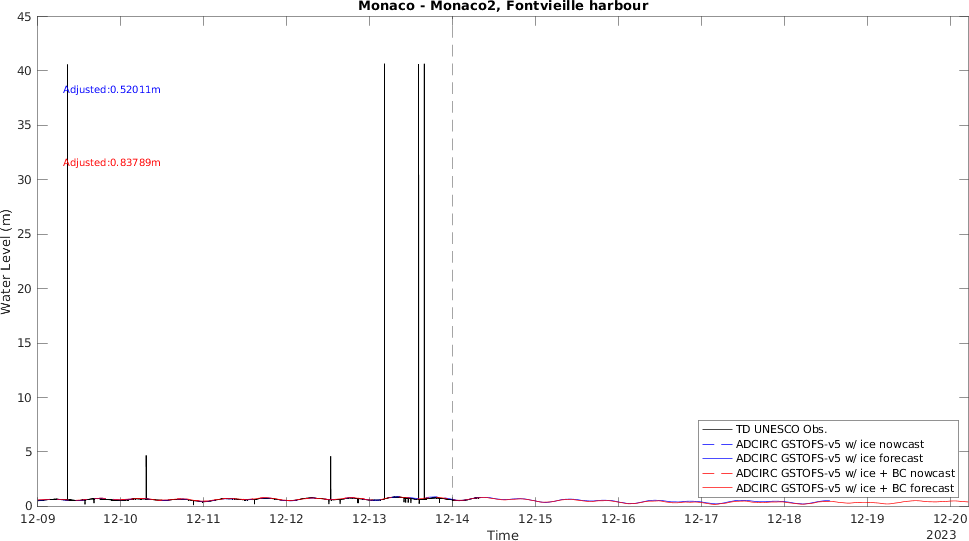 Monaco - Monaco2, Fontvieille harbour
45
40
35
30
25
20
15
10
5
0
Water Level (m)
Adjusted:0.52011m
Adjusted:0.83789m
TD UNESCO Obs.
ADCIRC GSTOFS-v5 w/ ice nowcast
ADCIRC GSTOFS-v5 w/ ice forecast
ADCIRC GSTOFS-v5 w/ ice + BC nowcast
ADCIRC GSTOFS-v5 w/ ice + BC forecast
12-09 12-10 12-11 12-12 12-13 12-14 12-15 12-16 12-17 12-18 12-19 12-20
2023
Time